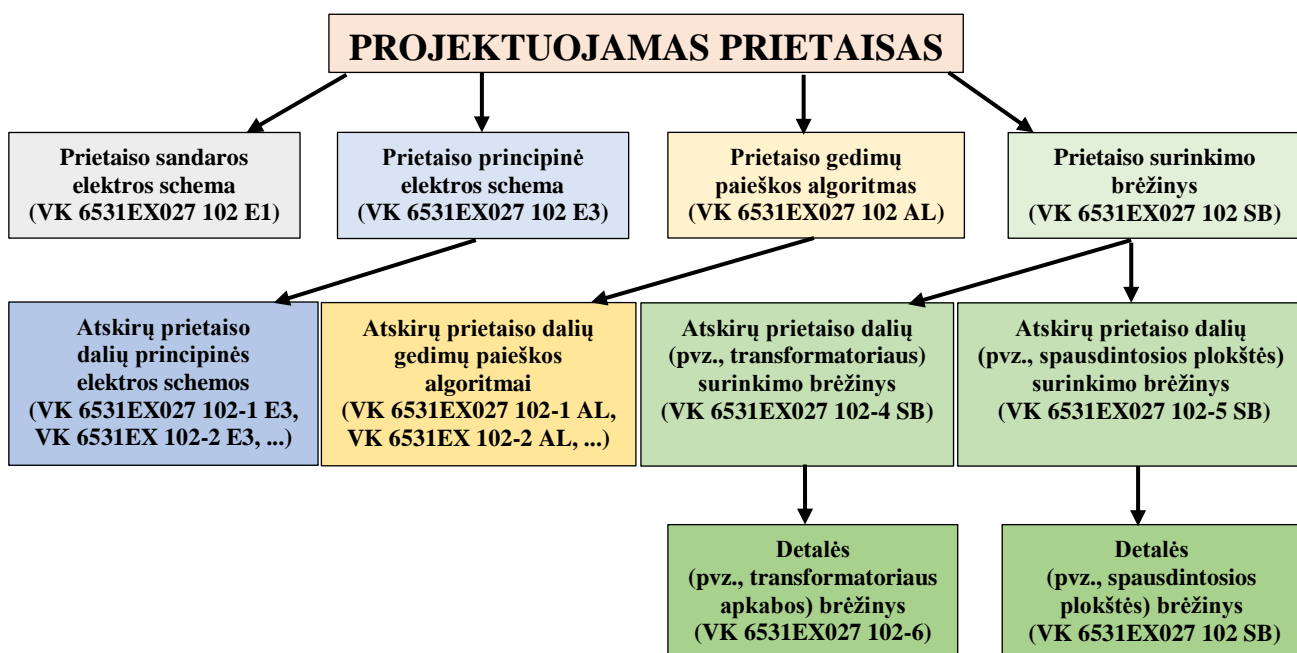 PROJEKTUOJAMAS PRIETAISAS
Prietaiso sandaros
elektros schema
(VK 6531EX027 102 E1)
Prietaiso principinė
elektros schema
(VK 6531EX027 102 E3)
Prietaiso gedimų
paieškos algoritmas
(VK 6531EX027 102 AL)
Prietaiso surinkimo
brėžinys
(VK 6531EX027 102 SB)
Atskirų prietaiso
dalių principinės
elektros schemos
(VK 6531EX027 102-1 E3,
VK 6531EX 102-2 E3, ...)
Atskirų prietaiso dalių
gedimų paieškos
algoritmai
(VK 6531EX027 102-1 AL,
VK 6531EX 102-2 AL, ...)
Atskirų prietaiso dalių
(pvz., transformatoriaus)
surinkimo brėžinys
(VK 6531EX027 102-4 SB)
Atskirų prietaiso dalių
(pvz., spausdintosios plokštės)
surinkimo brėžinys
(VK 6531EX027 102-5 SB)
Detalės
(pvz., transformatoriaus
apkabos) brėžinys
(VK 6531EX027 102-6)
Detalės
(pvz., spausdintosios
plokštės) brėžinys
(VK 6531EX027 102 SB)